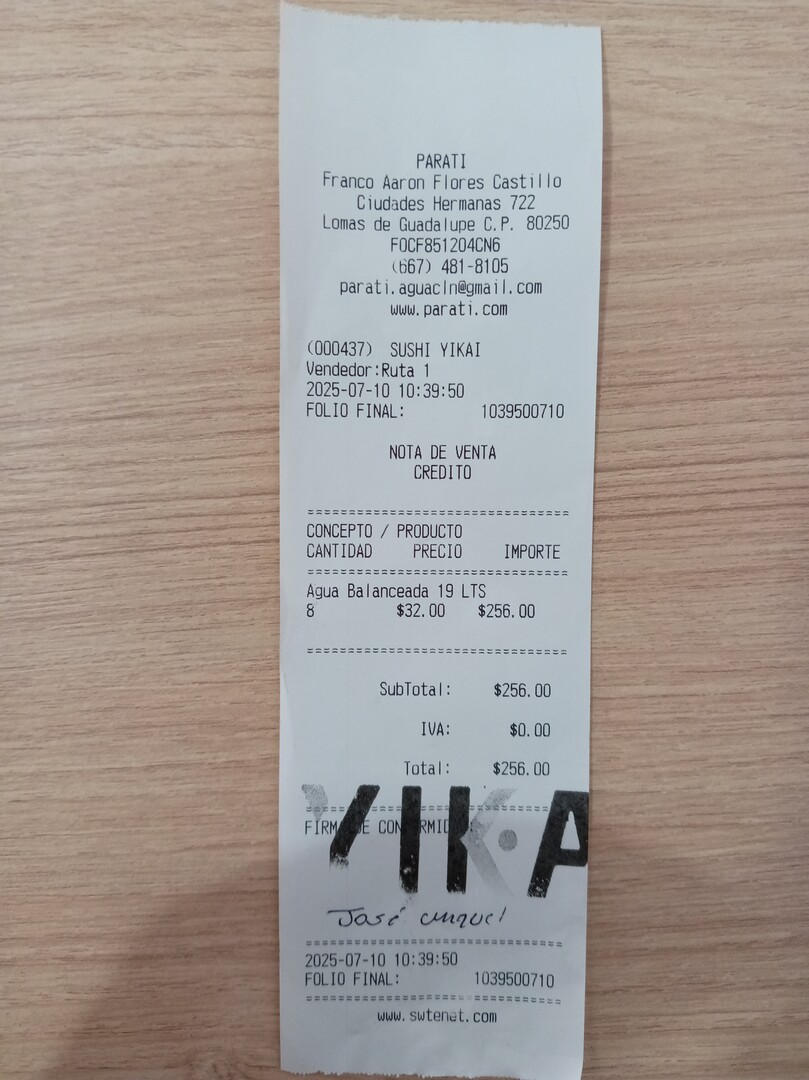 PARATI
Franco Aaron Flores Castillo
Ciudades Hermanas 722
Lomas de Guadalupe C.P. 80250
FOCF851204CN6
(667) 481-8105
parati.aguacln@gmail.com
www.parati.com
(000437) SUSHI YIKAI
Vendedor:Ruta 1
2025-07-10 10:39:50
FOLIO FINAL: 1039500710
NOTA DE VENTA
CREDITO
==============================
CONCEPTO / PRODUCTO
CANTIDAD PRECIO IMPORTE
==============================
Agua Balanceada 19 LTS
8 $32.00 $256.00
==============================
SubTotal: $256.00
IVA: $0.00
Total: $256.00
==============================
FIRMA DE CONFORMIDAD:
YIKA
José
==============================
2025-07-10 10:39:50
FOLIO FINAL: 1039500710
==============================
www.swtenet.com